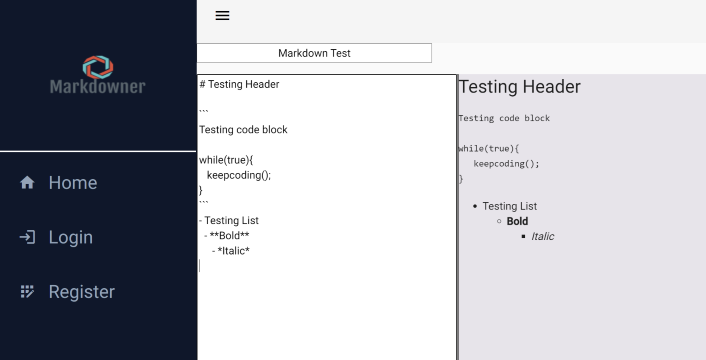 Markdowner
Home
Login
Register
Markdown Test
# Testing Header
```
Testing code block
while(true){
   keepcoding();
}
```
- Testing List
  - **Bold**
    - *Italic*
Testing Header
Testing code block
while(true){
   keepcoding();
}
• Testing List
◦ Bold
▪ Italic